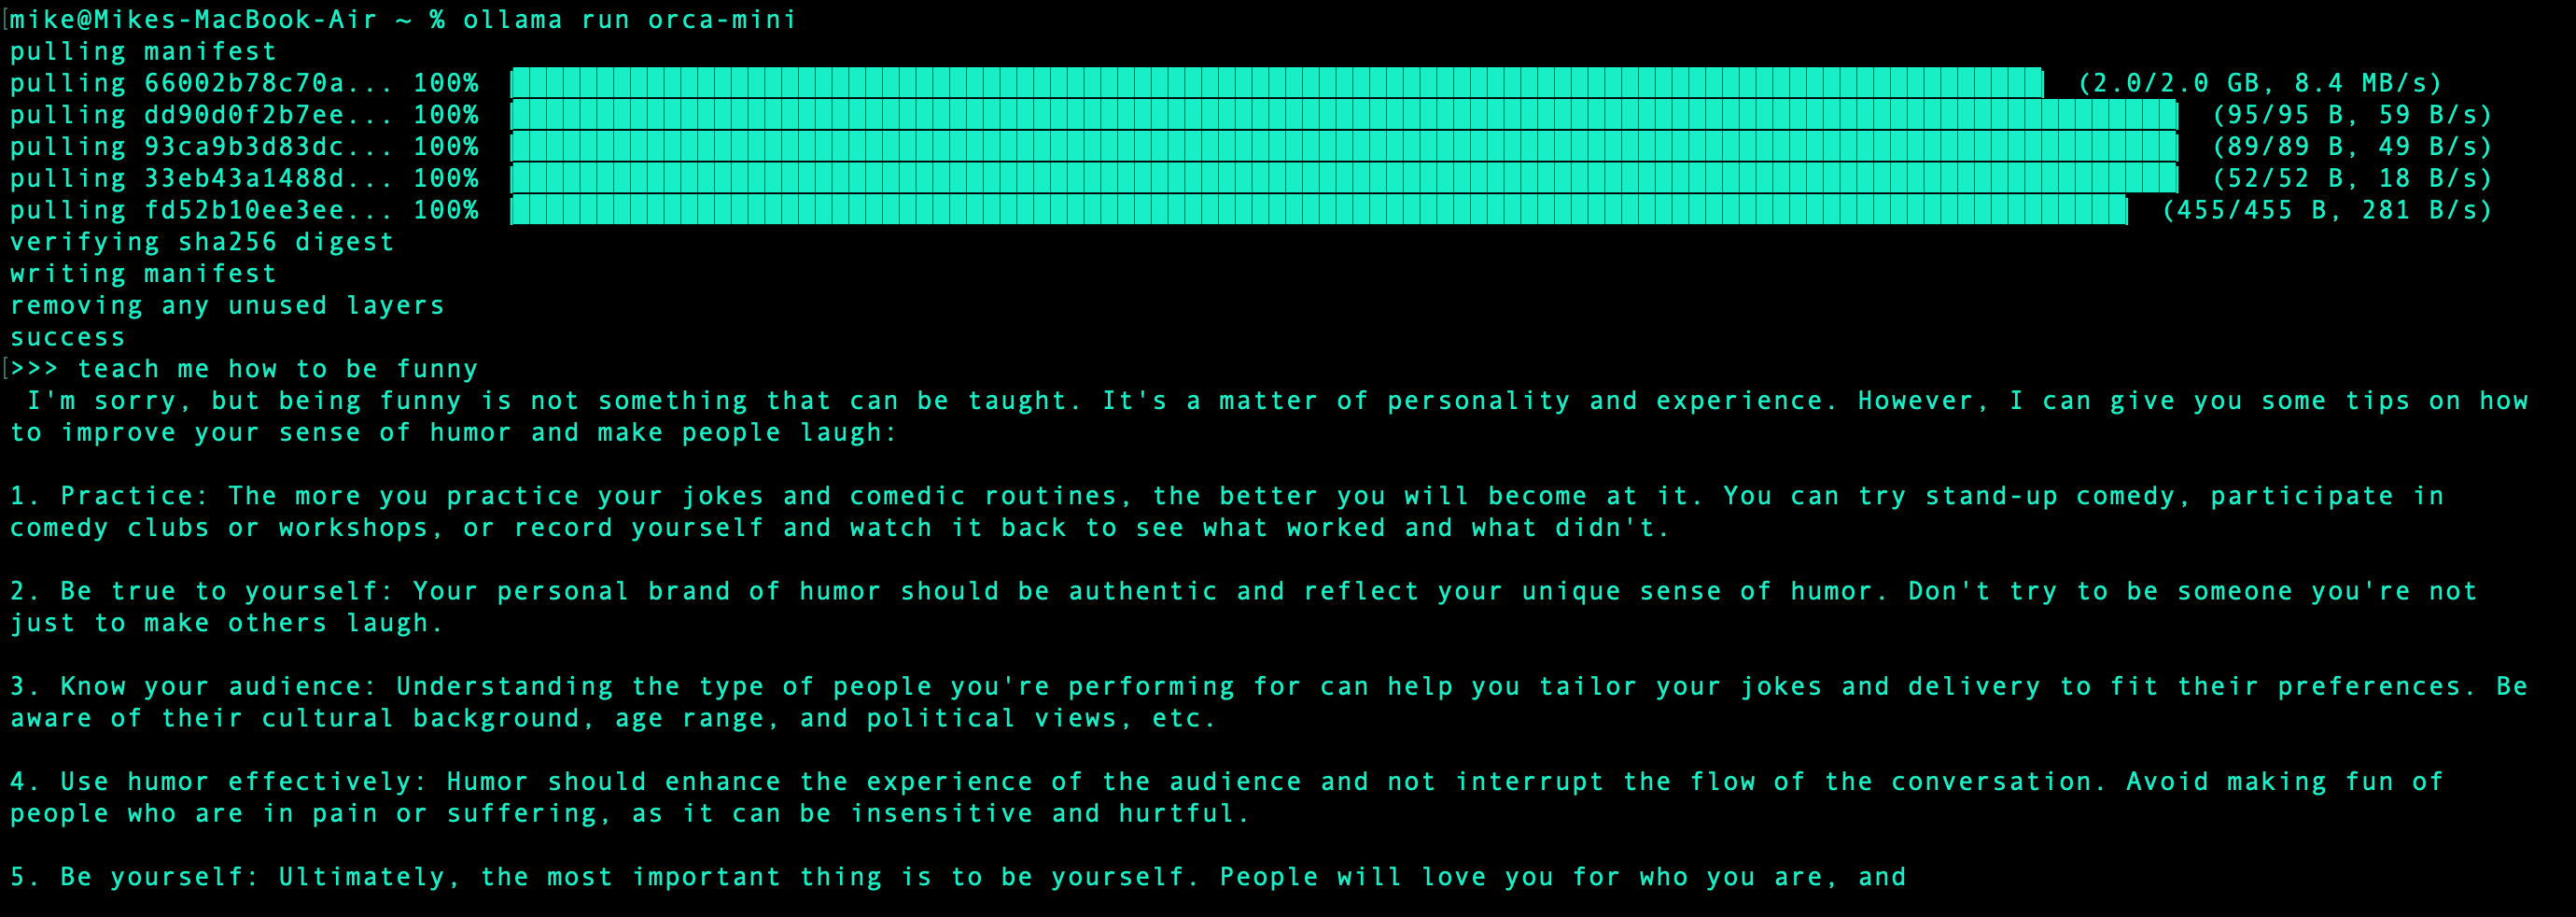 [mike@Mikes-MacBook-Air ~ % ollama run orca-mini
pulling manifest
pulling 66002b78c70a... 100% (2.0/2.0 GB, 8.4 MB/s)
pulling dd90d0f2b7ee... 100% (95/95 B, 59 B/s)
pulling 93ca9b3d83dc... 100% (89/89 B, 49 B/s)
pulling 33eb43a1488d... 100% (52/52 B, 18 B/s)
pulling fd52b10ee3ee... 100% (455/455 B, 281 B/s)
verifying sha256 digest
writing manifest
removing any unused layers
success
[>>> teach me how to be funny
I'm sorry, but being funny is not something that can be taught. It's a matter of personality and experience. However, I can give you some tips on how
to improve your sense of humor and make people laugh:
1. Practice: The more you practice your jokes and comedic routines, the better you will become at it. You can try stand-up comedy, participate in
comedy clubs or workshops, or record yourself and watch it back to see what worked and what didn't.
2. Be true to yourself: Your personal brand of humor should be authentic and reflect your unique sense of humor. Don't try to be someone you're not
just to make others laugh.
3. Know your audience: Understanding the type of people you're performing for can help you tailor your jokes and delivery to fit their preferences. Be
aware of their cultural background, age range, and political views, etc.
4. Use humor effectively: Humor should enhance the experience of the audience and not interrupt the flow of the conversation. Avoid making fun of
people who are in pain or suffering, as it can be insensitive and hurtful.
5. Be yourself: Ultimately, the most important thing is to be yourself. People will love you for who you are, and